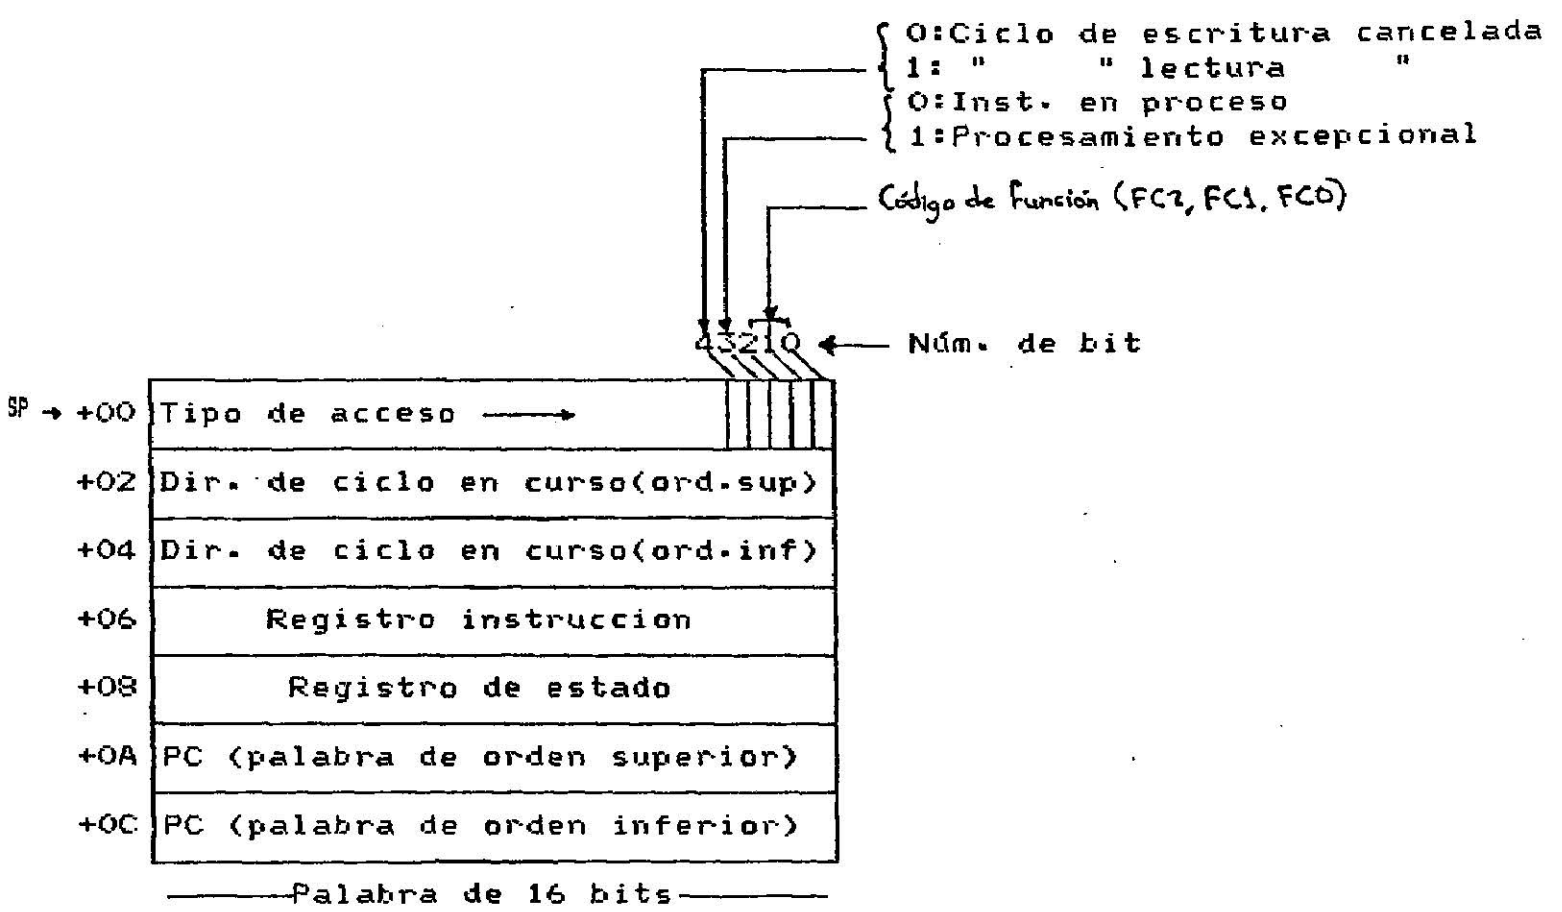 0:Ciclo de escritura cancelada
1: " " lectura "
0:Inst. en proceso
1:Procesamiento excepcional
Código de función (FC2, FC1, FC0)
43210 Núm. de bit
SP +00 Tipo de acceso
+02 Dir. de ciclo en curso(ord.sup)
+04 Dir. de ciclo en curso(ord.inf)
+06 Registro instruccion
+08 Registro de estado
+0A PC (palabra de orden superior)
+0C PC (palabra de orden inferior)
Palabra de 16 bits